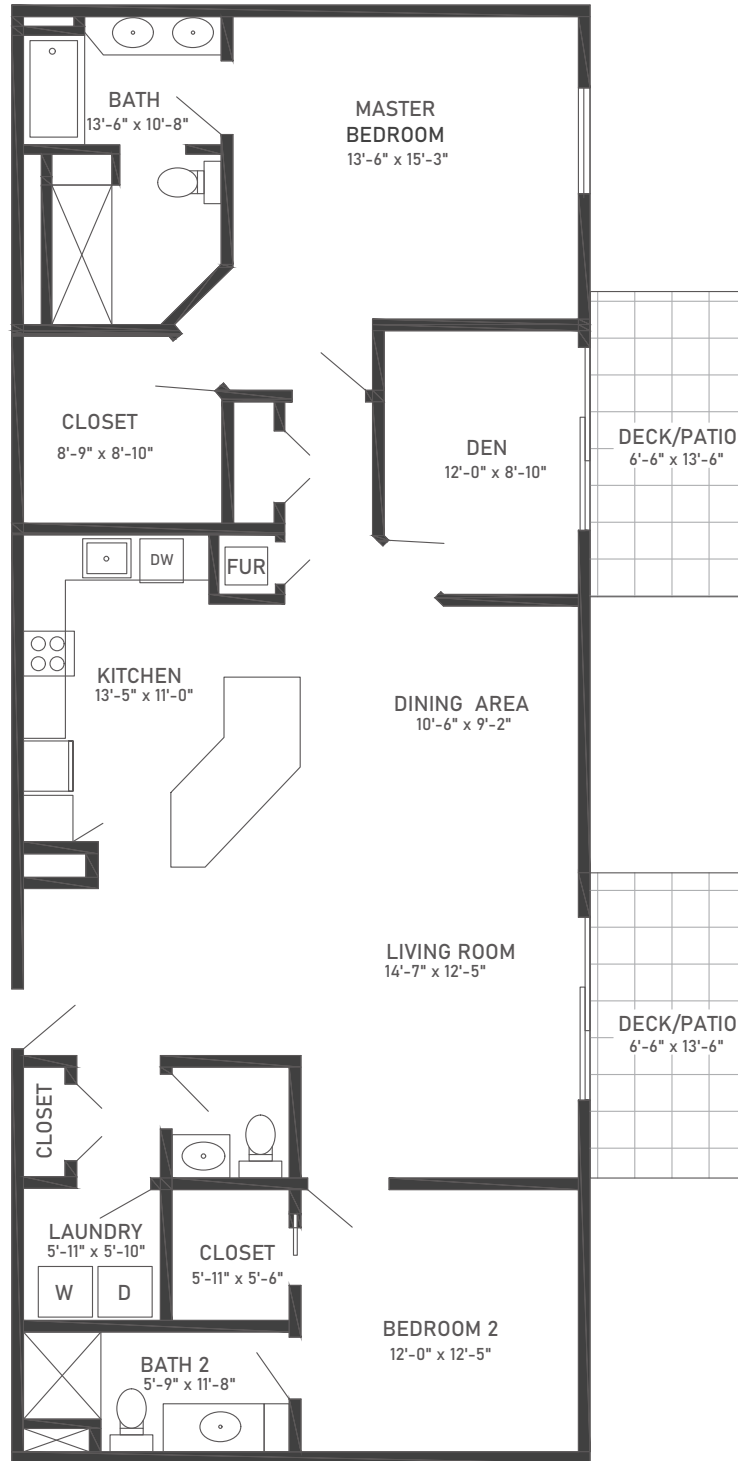 BATH
13'-6" x 10'-8"
MASTER
BEDROOM
13'-6" x 15'-3"
CLOSET
8'-9" x 8'-10"
DEN
12'-0" x 8'-10"
DECK/PATIO
6'-6" x 13'-6"
DW
FUR
KITCHEN
13'-5" x 11'-0"
DINING AREA
10'-6" x 9'-2"
LIVING ROOM
14'-7" x 12'-5"
DECK/PATIO
6'-6" x 13'-6"
CLOSET
LAUNDRY
5'-11" x 5'-10"
W
D
CLOSET
5'-11" x 5'-6"
BEDROOM 2
12'-0" x 12'-5"
BATH 2
5'-9" x 11'-8"